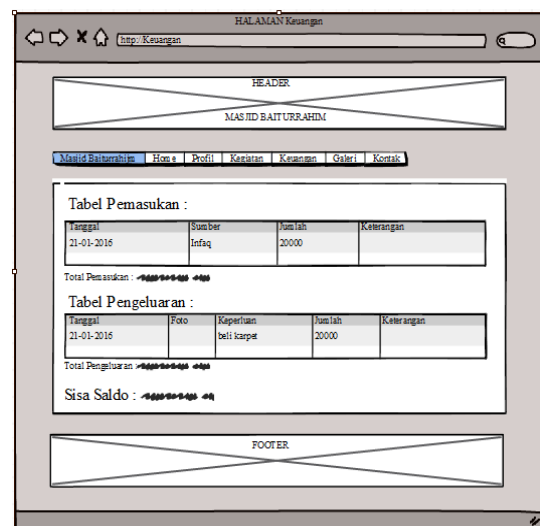 HALAMAN Keuangan
http:/Keuangan
HEADER
MASJID BAITURRAHIM
Masjid Baiturrahim Home Profil Kegiatan Keuangan Galeri Kontak
Tabel Pemasukan :
Tanggal Sumber Jumlah Keterangan
21-01-2016 Infaq 20000
Total Pemasukan :
Tabel Pengeluaran :
Tanggal Foto Keperluan Jumlah Keterangan
21-01-2016 beli karpet 20000
Total Pengeluaran :
Sisa Saldo :
FOOTER